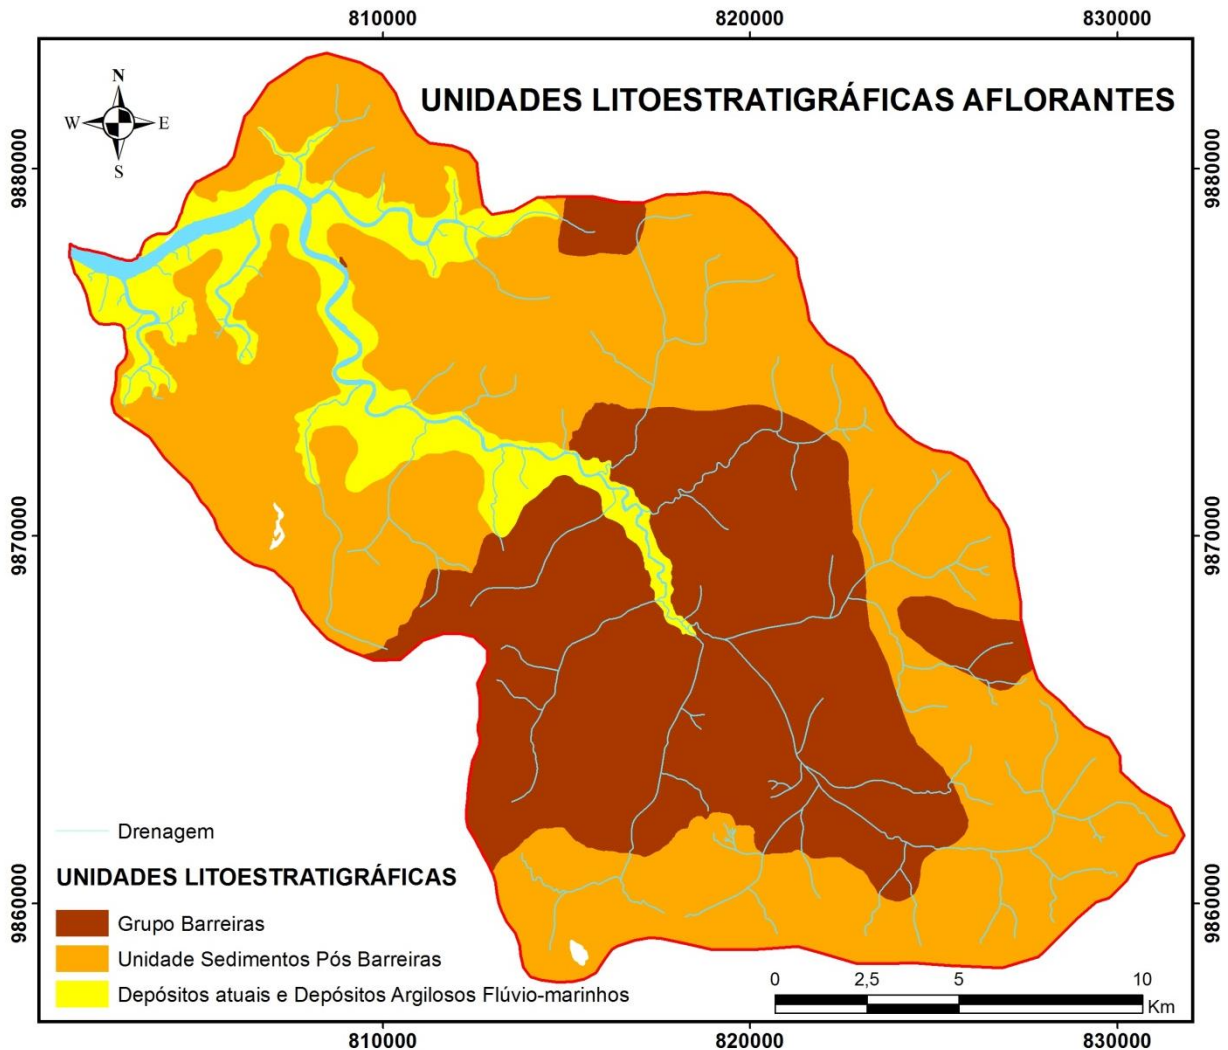 810000
820000
830000
UNIDADES LITOESTRATIGRÁFICAS AFLORANTES
N
W
E
S
9880000
9880000
9870000
9870000
9860000
9860000
Drenagem
UNIDADES LITOESTRATIGRÁFICAS
Grupo Barreiras
Unidade Sedimentos Pós Barreiras
Depósitos atuais e Depósitos Argilosos Flúvio-marinhos
0
2,5
5
10
Km
810000
820000
830000